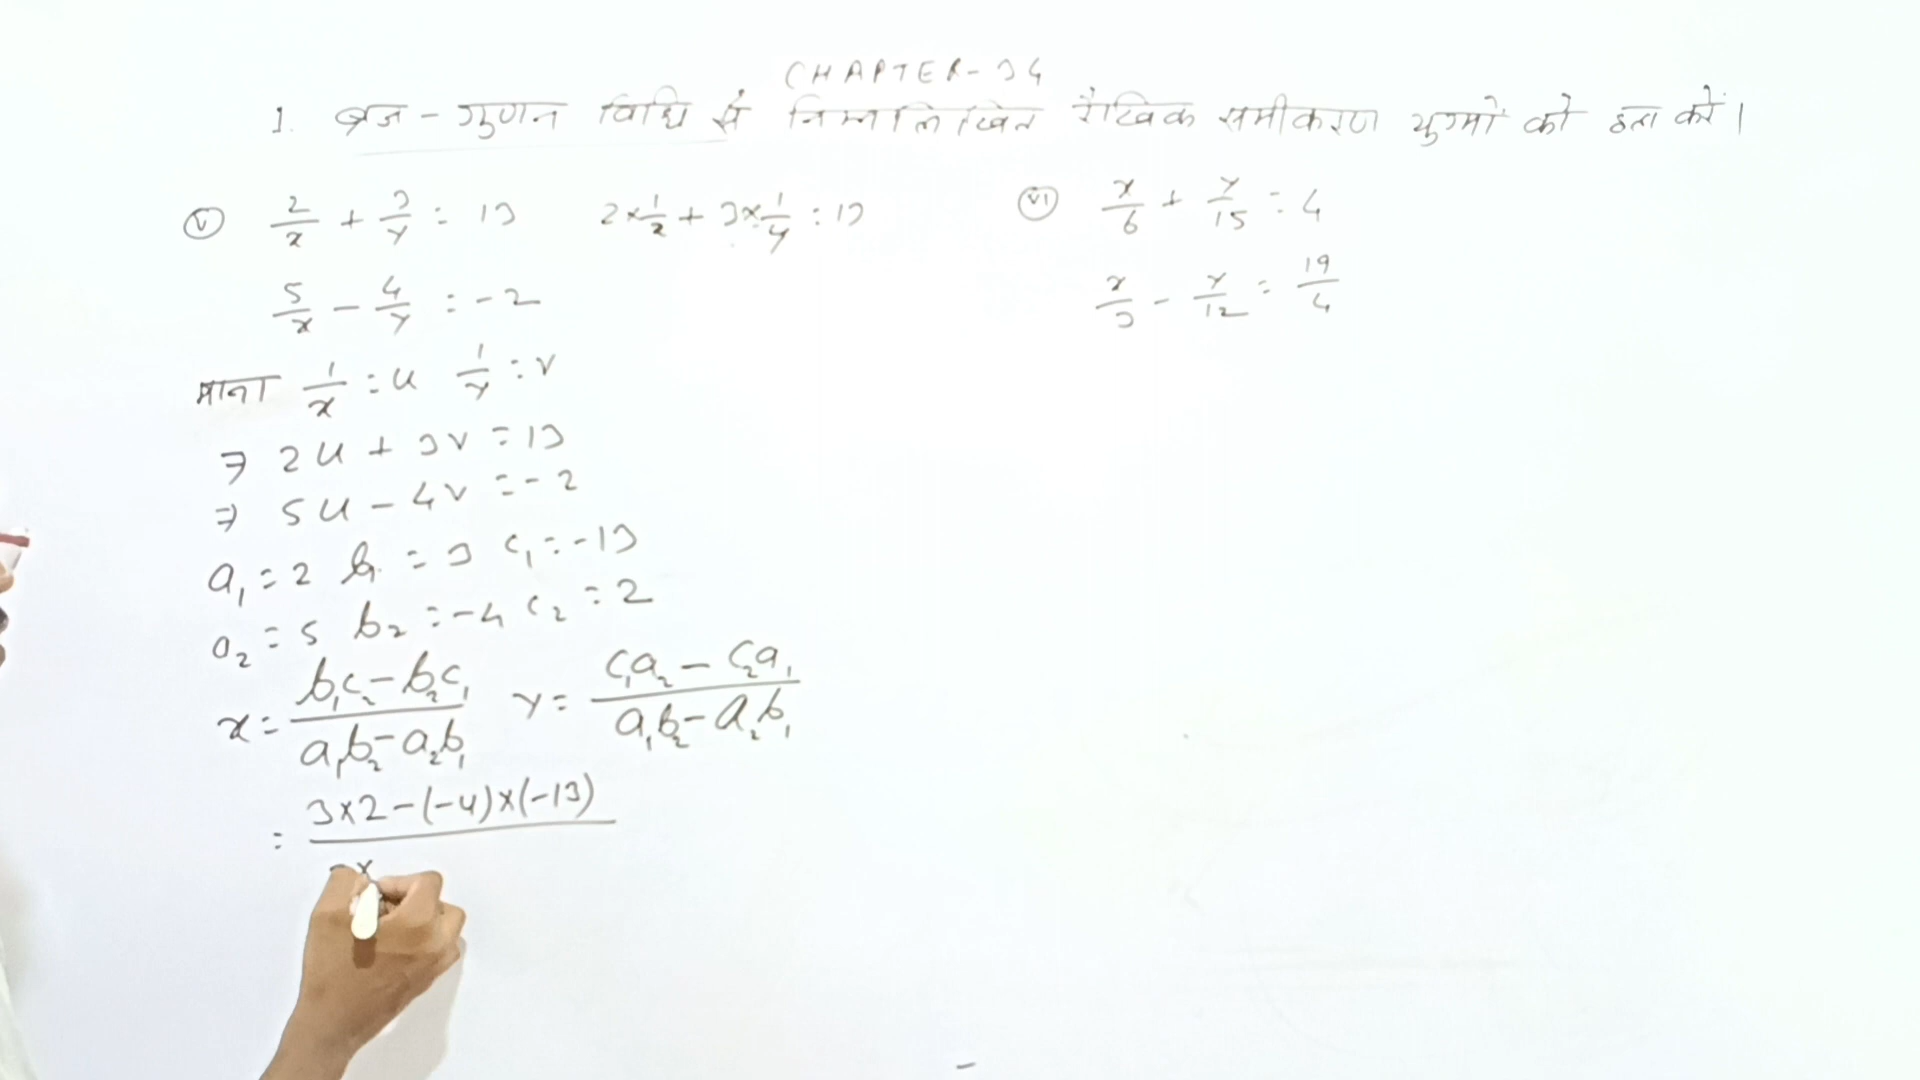 CHAPTER-34
1. ब्रज-गुणन विधि से निम्नलिखित रैखिक समीकरण युग्मों को हल करें।
(v) 2/x + 3/y = 13 2×1/x + 3×1/y = 13
5/x - 4/y = -2
माना 1/x = u 1/y = v
⇒ 2u + 3v = 13
⇒ 5u - 4v = -2
a₁ = 2 b₁ = 3 c₁ = -13
a₂ = 5 b₂ = -4 c₂ = 2
x = (b₁c₂ - b₂c₁)/(a₁b₂ - a₂b₁) y = (c₁a₂ - c₂a₁)/(a₁b₂ - a₂b₁)
= 3×2-(-4)×(-13)
(vi) x/6 + y/15 = 4
x/3 - y/12 = 19/4